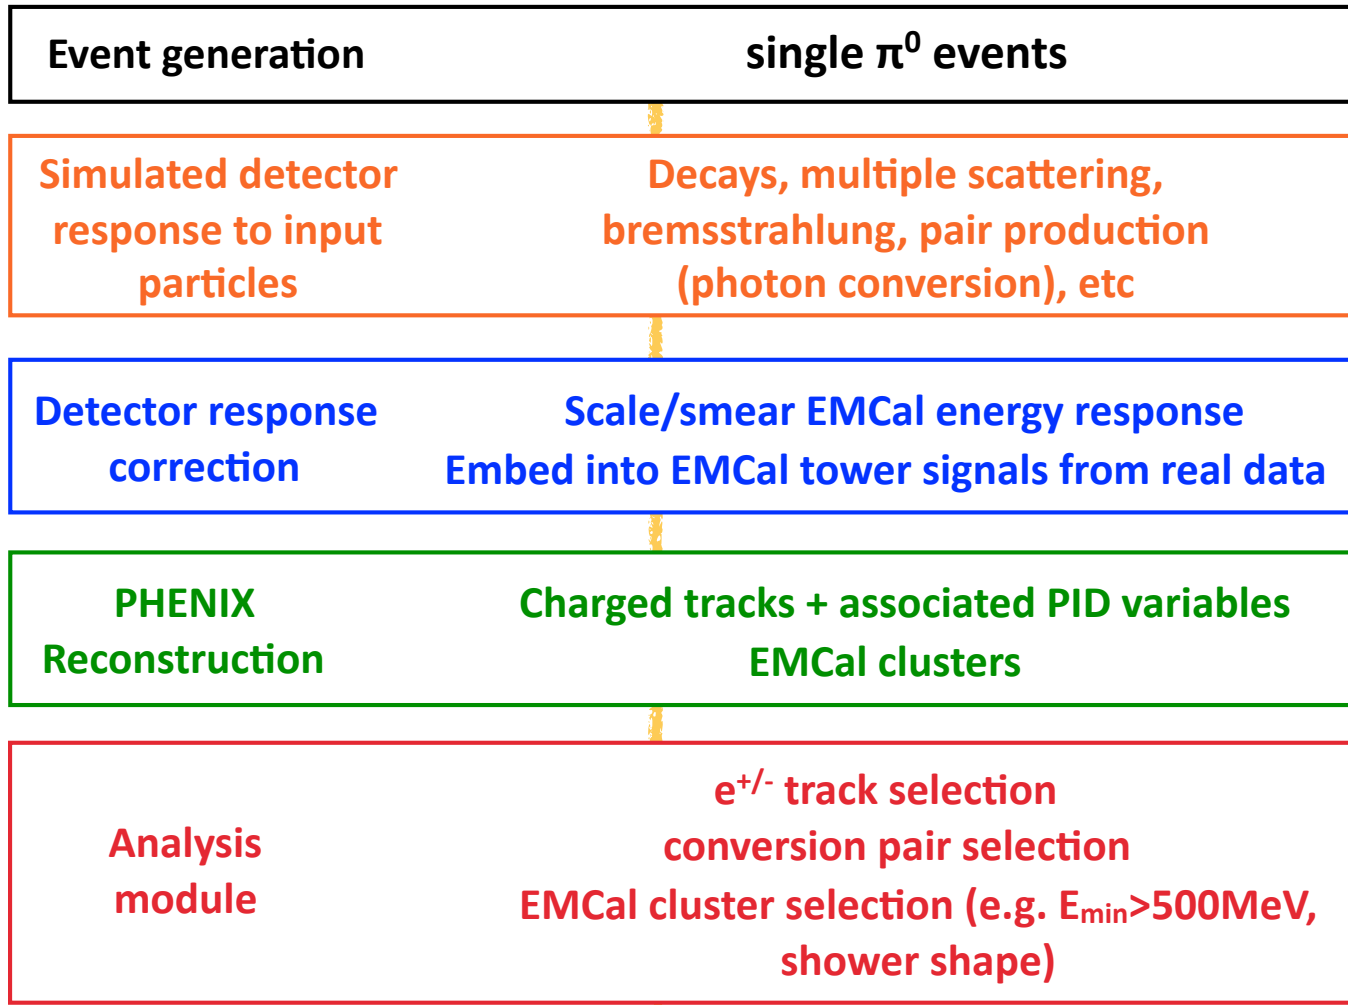 Event generation
single π⁰ events
Simulated detector
response to input
particles
Decays, multiple scattering,
bremsstrahlung, pair production
(photon conversion), etc
Detector response
correction
Scale/smear EMCal energy response
Embed into EMCal tower signals from real data
PHENIX
Reconstruction
Charged tracks + associated PID variables
EMCal clusters
Analysis
module
e⁺/⁻ track selection
conversion pair selection
EMCal cluster selection (e.g. Eₘᵢₙ>500MeV,
shower shape)